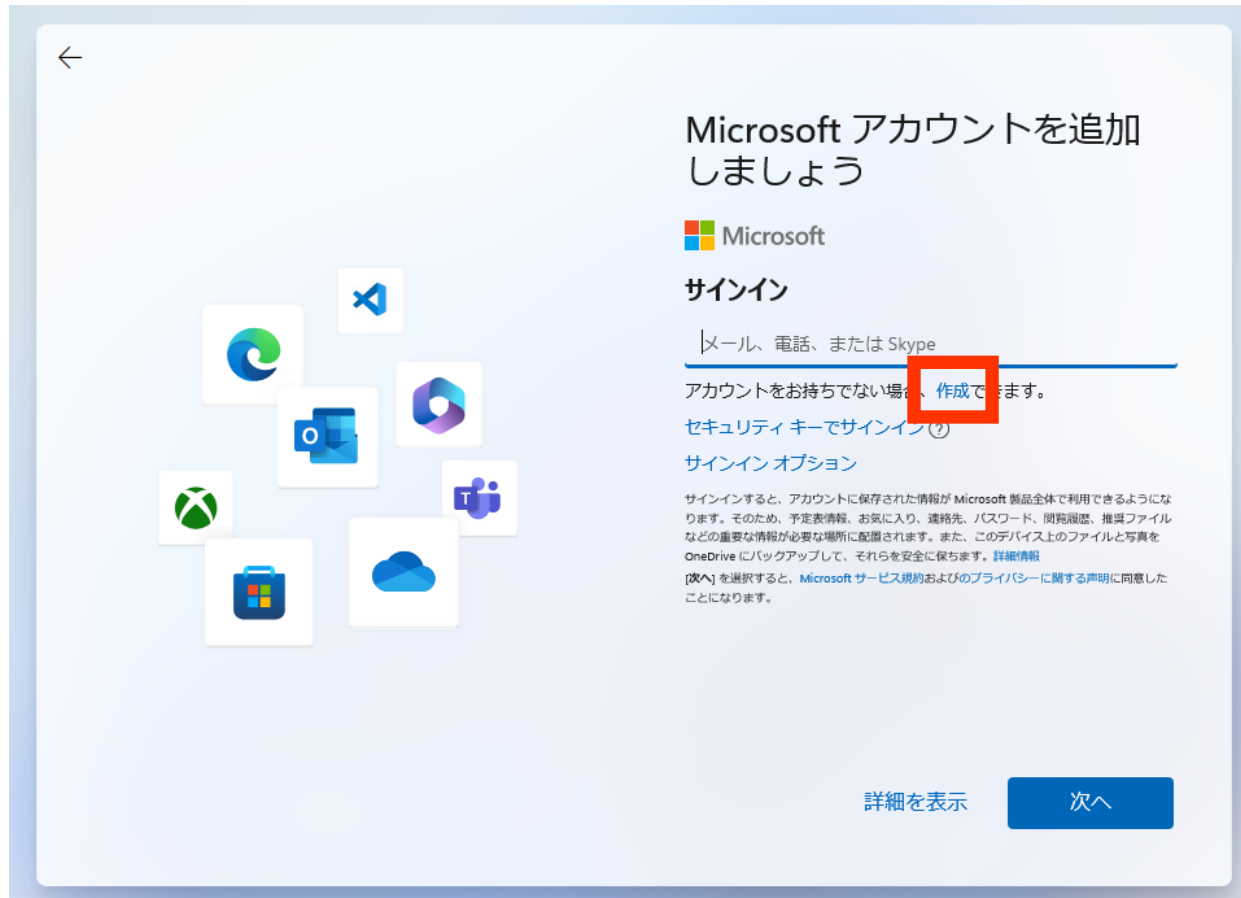 Microsoft アカウントを追加
しましょう
Microsoft
サインイン
メール、電話、または Skype
アカウントをお持ちでない場合、作成できます。
セキュリティ キーでサインイン
サインイン オプション
サインインすると、アカウントに保存された情報が Microsoft 製品全体で利用できるようにな
ります。そのため、予定表情報、お気に入り、連絡先、パスワード、閲覧履歴、推奨ファイル
などの重要な情報が必要な場所に配置されます。また、このデバイス上のファイルと写真を
OneDrive にバックアップして、それらを安全に保ちます。詳細情報
[次へ] を選択すると、Microsoft サービス規約およびのプライバシーに関する声明に同意した
ことになります。
詳細を表示
次へ